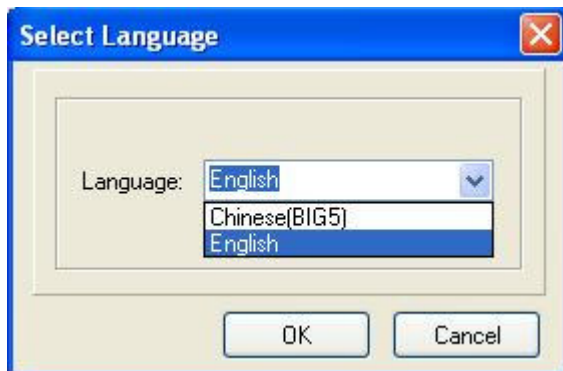 Select Language
Language: English
Chinese(BIG5)
English
OK Cancel